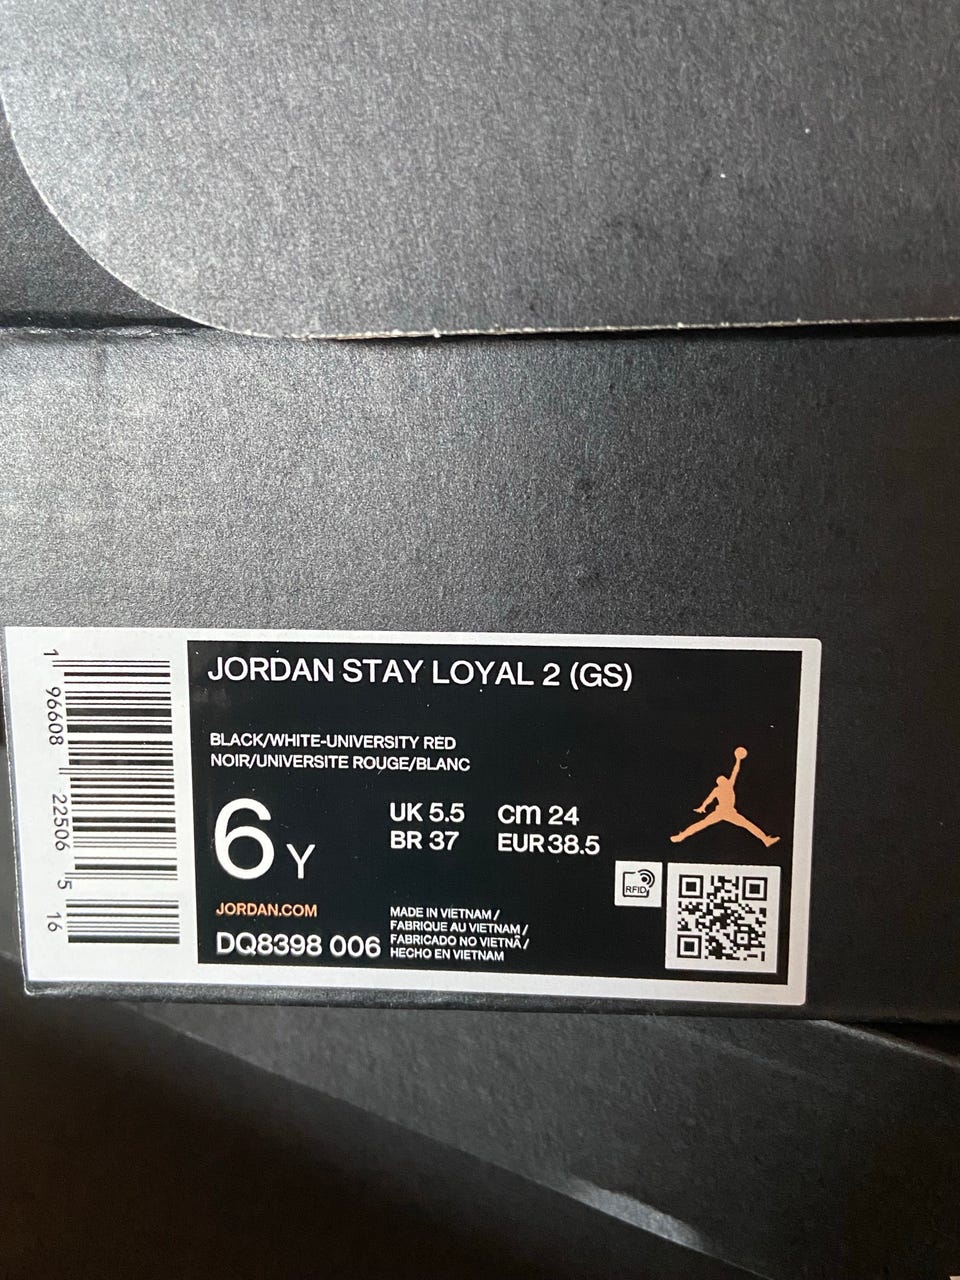 JORDAN STAY LOYAL 2 (GS)
BLACK/WHITE-UNIVERSITY RED
NOIR/UNIVERSITE ROUGE/BLANC
6 Y
UK 5.5 cm 24
BR 37 EUR 38.5
JORDAN.COM
DQ8398 006
MADE IN VIETNAM /
FABRIQUE AU VIETNAM /
FABRICADO NO VIETNÃ /
HECHO EN VIETNAM
RFID
1 96608 22506 5 16